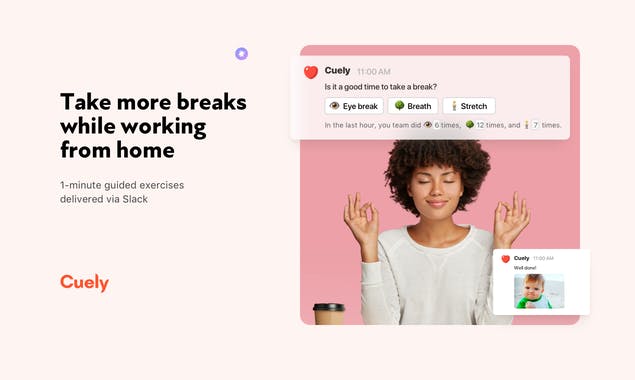 Take more breaks
while working
from home
1-minute guided exercises
delivered via Slack
Cuely
Cuely 11:00 AM
Is it a good time to take a break?
Eye break Breath Stretch
In the last hour, you team did 6 times, 12 times, and 7 times.
Cuely 11:00 AM
Well done!